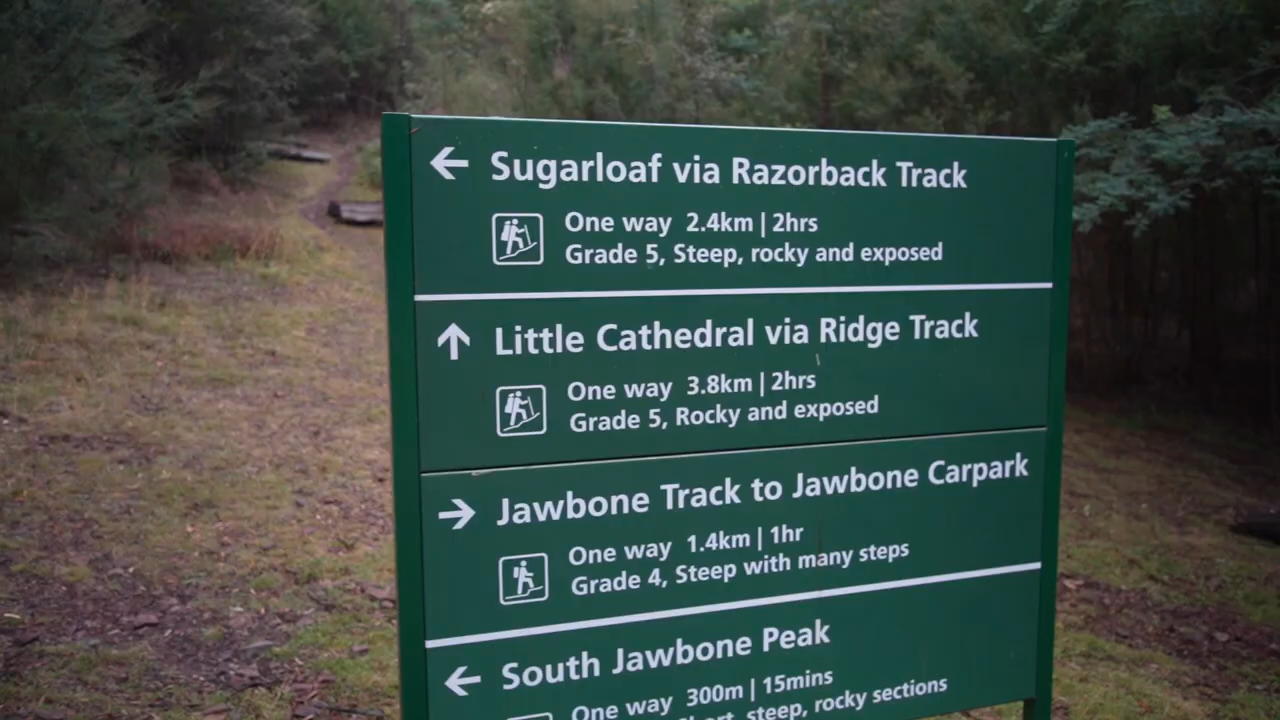 ← Sugarloaf via Razorback Track
One way 2.4km | 2hrs
Grade 5, Steep, rocky and exposed
↑ Little Cathedral via Ridge Track
One way 3.8km | 2hrs
Grade 5, Rocky and exposed
→ Jawbone Track to Jawbone Carpark
One way 1.4km | 1hr
Grade 4, Steep with many steps
← South Jawbone Peak
One way 300m | 15mins
steep, rocky sections